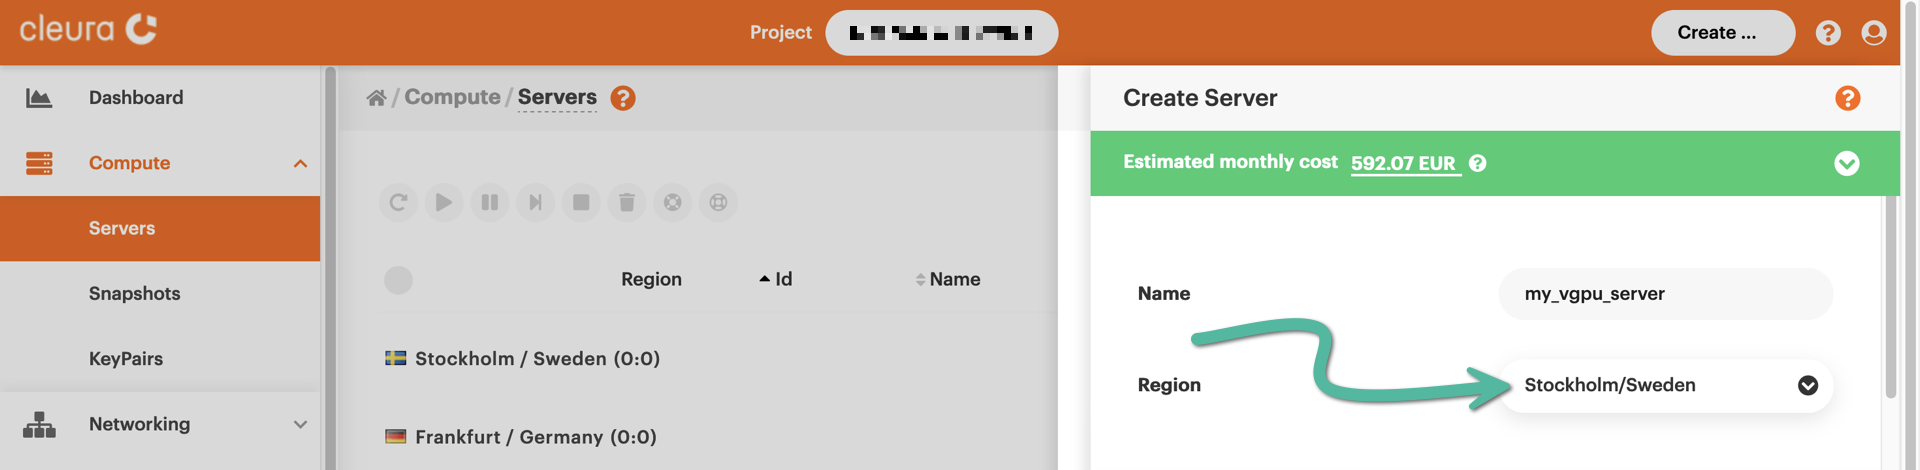 cleura
Project
Create ...
Dashboard
Compute
Servers
Snapshots
KeyPairs
Networking
/ Compute / Servers
Region Id Name
Stockholm / Sweden (0:0)
Frankfurt / Germany (0:0)
Create Server
Estimated monthly cost 592.07 EUR
Name my_vgpu_server
Region Stockholm/Sweden